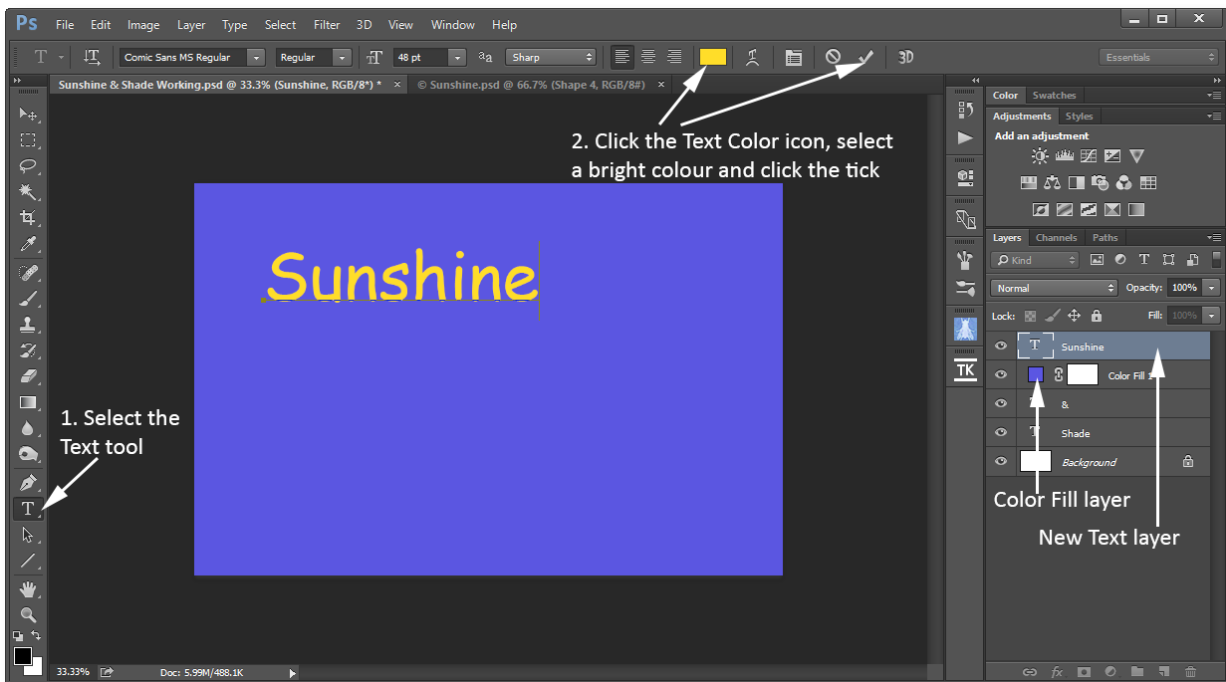 Ps File Edit Image Layer Type Select Filter 3D View Window Help
T Comic Sans MS Regular Regular T 48 pt aa Sharp 3D Essentials
Sunshine & Shade Working.psd @ 33.3% (Sunshine, RGB/8*) * × © Sunshine.psd @ 66.7% (Shape 4, RGB/8#) ×
Color Swatches
Adjustments Styles
Add an adjustment
2. Click the Text Color icon, select
a bright colour and click the tick
Sunshine
1. Select the
Text tool
T
TK
Layers Channels Paths
Kind T
Normal Opacity: 100%
Lock: Fill: 100%
T Sunshine
Color Fill
&
T Shade
Background
Color Fill layer
New Text layer
33.33% Doc: 5.99M/488.1K
fx